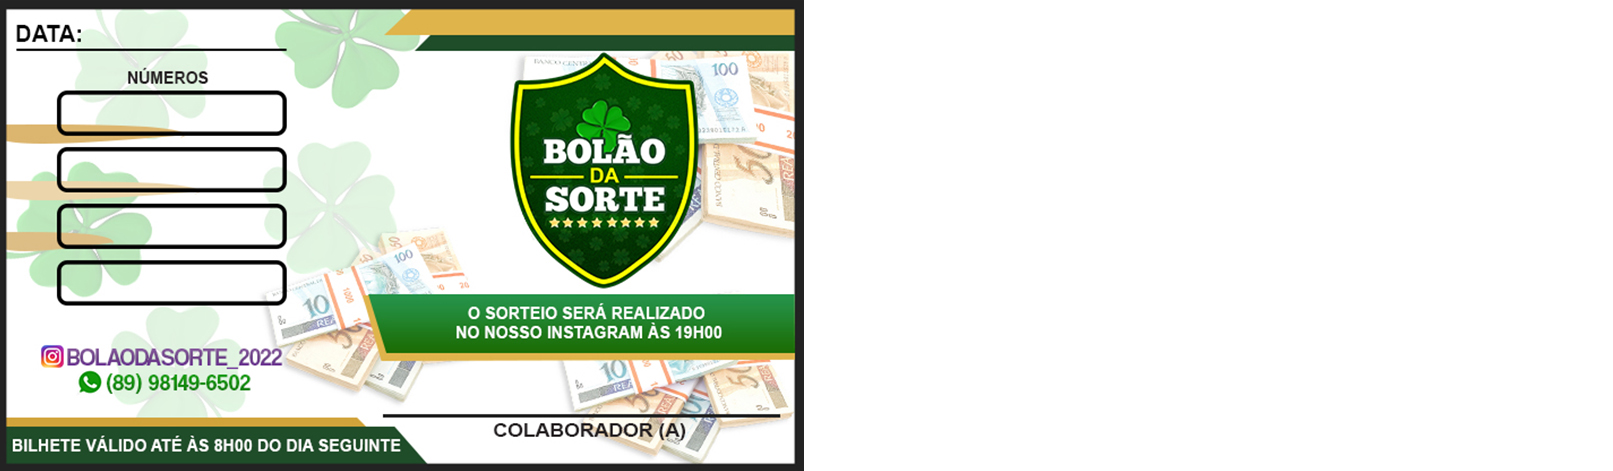 DATA:
NÚMEROS
BOLÃO
DA
SORTE
O SORTEIO SERÁ REALIZADO
NO NOSSO INSTAGRAM ÀS 19H00
BOLAODASORTE_2022
(89) 98149-6502
COLABORADOR (A)
BILHETE VÁLIDO ATÉ ÀS 8H00 DO DIA SEGUINTE